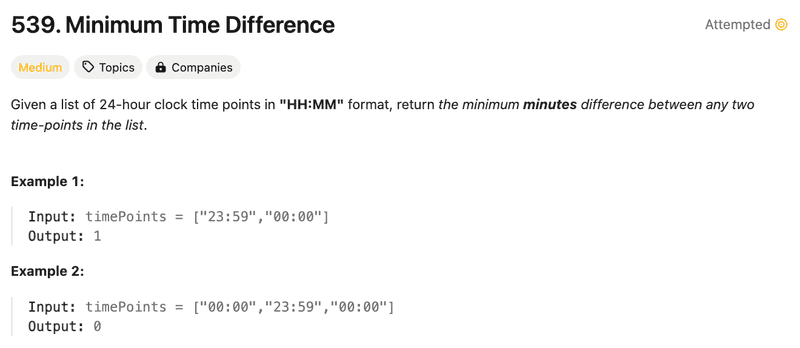 539. Minimum Time Difference
Attempted
Medium Topics Companies
Given a list of 24-hour clock time points in "HH:MM" format, return the minimum minutes difference between any two
time-points in the list.
Example 1:
Input: timePoints = ["23:59","00:00"]
Output: 1
Example 2:
Input: timePoints = ["00:00","23:59","00:00"]
Output: 0